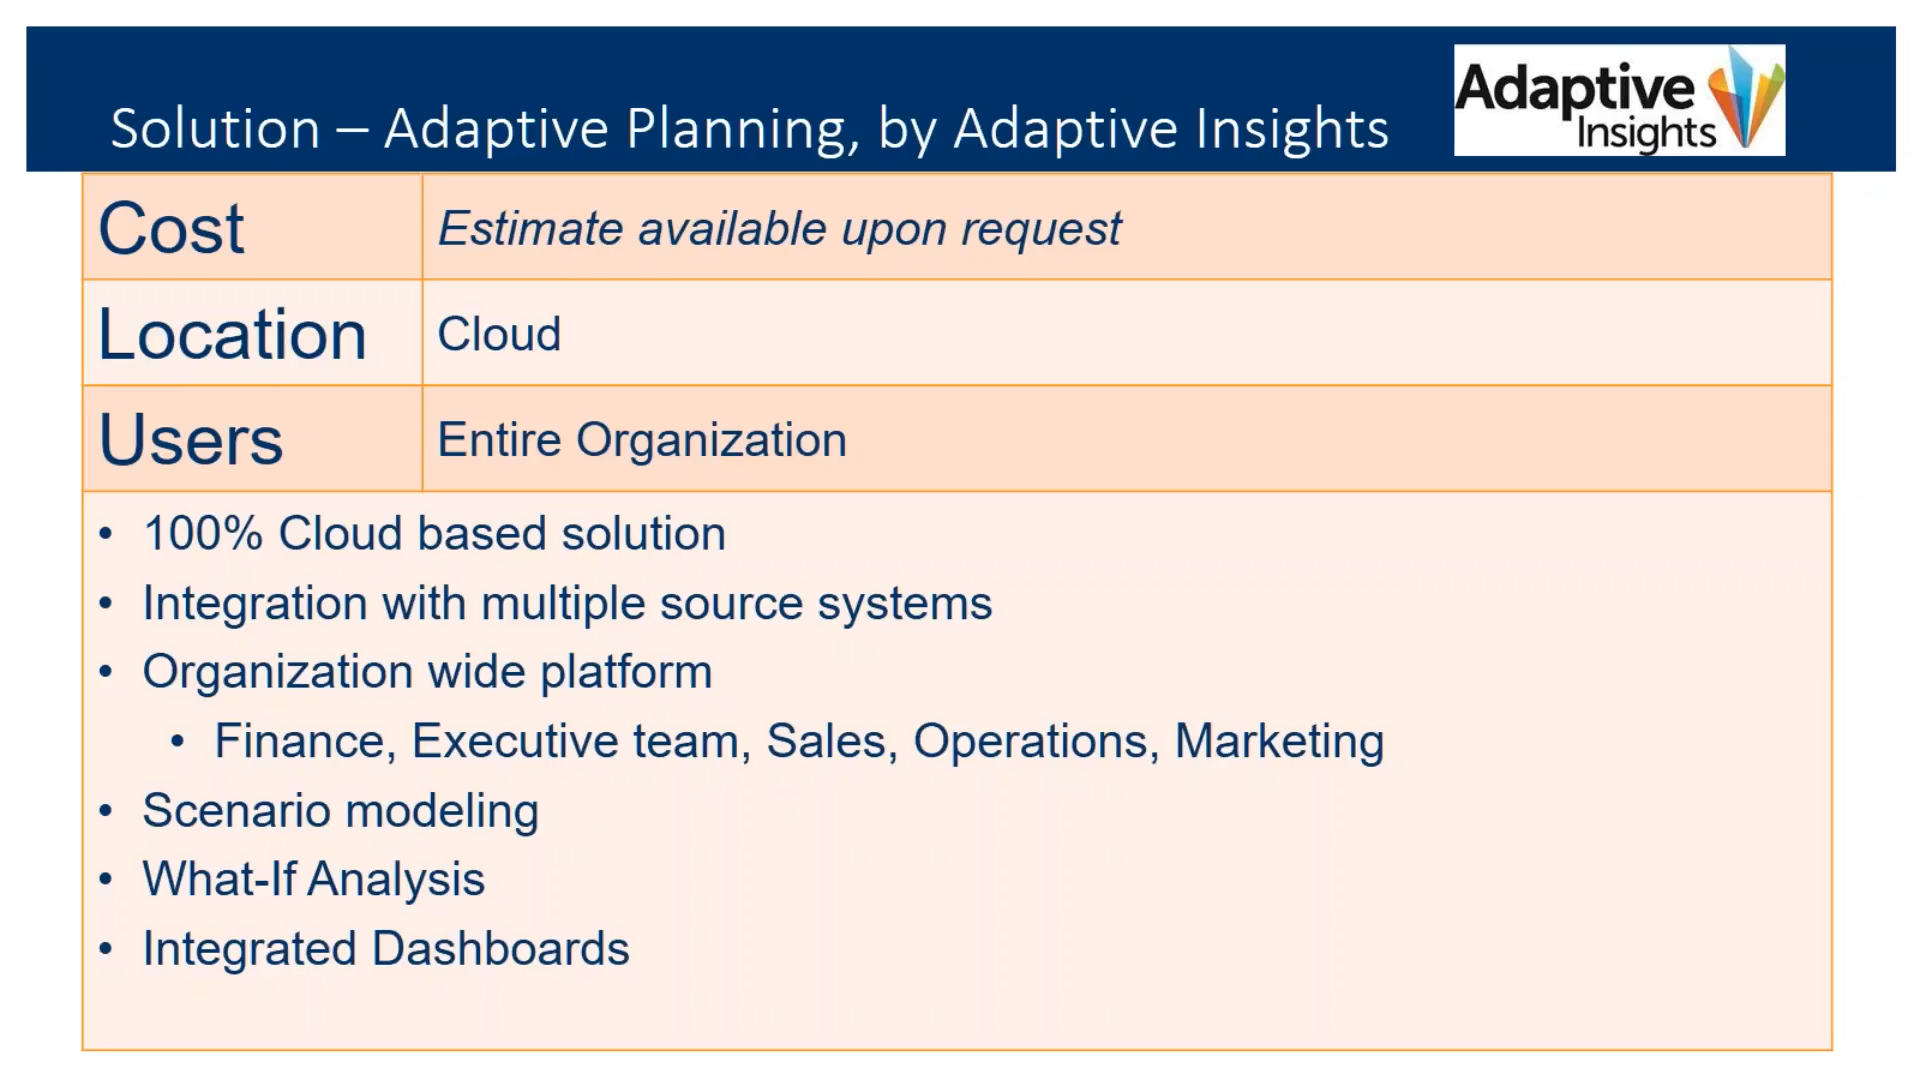 Solution – Adaptive Planning, by Adaptive Insights
Adaptive
Insights
Cost
Estimate available upon request
Location
Cloud
Users
Entire Organization
• 100% Cloud based solution
• Integration with multiple source systems
• Organization wide platform
• Finance, Executive team, Sales, Operations, Marketing
• Scenario modeling
• What-If Analysis
• Integrated Dashboards